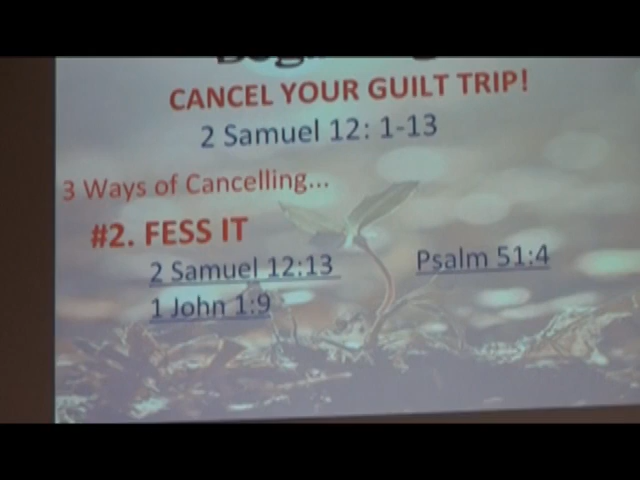 CANCEL YOUR GUILT TRIP!
2 Samuel 12: 1-13
3 Ways of Cancelling...
#2. FESS IT
2 Samuel 12:13 Psalm 51:4
1 John 1:9